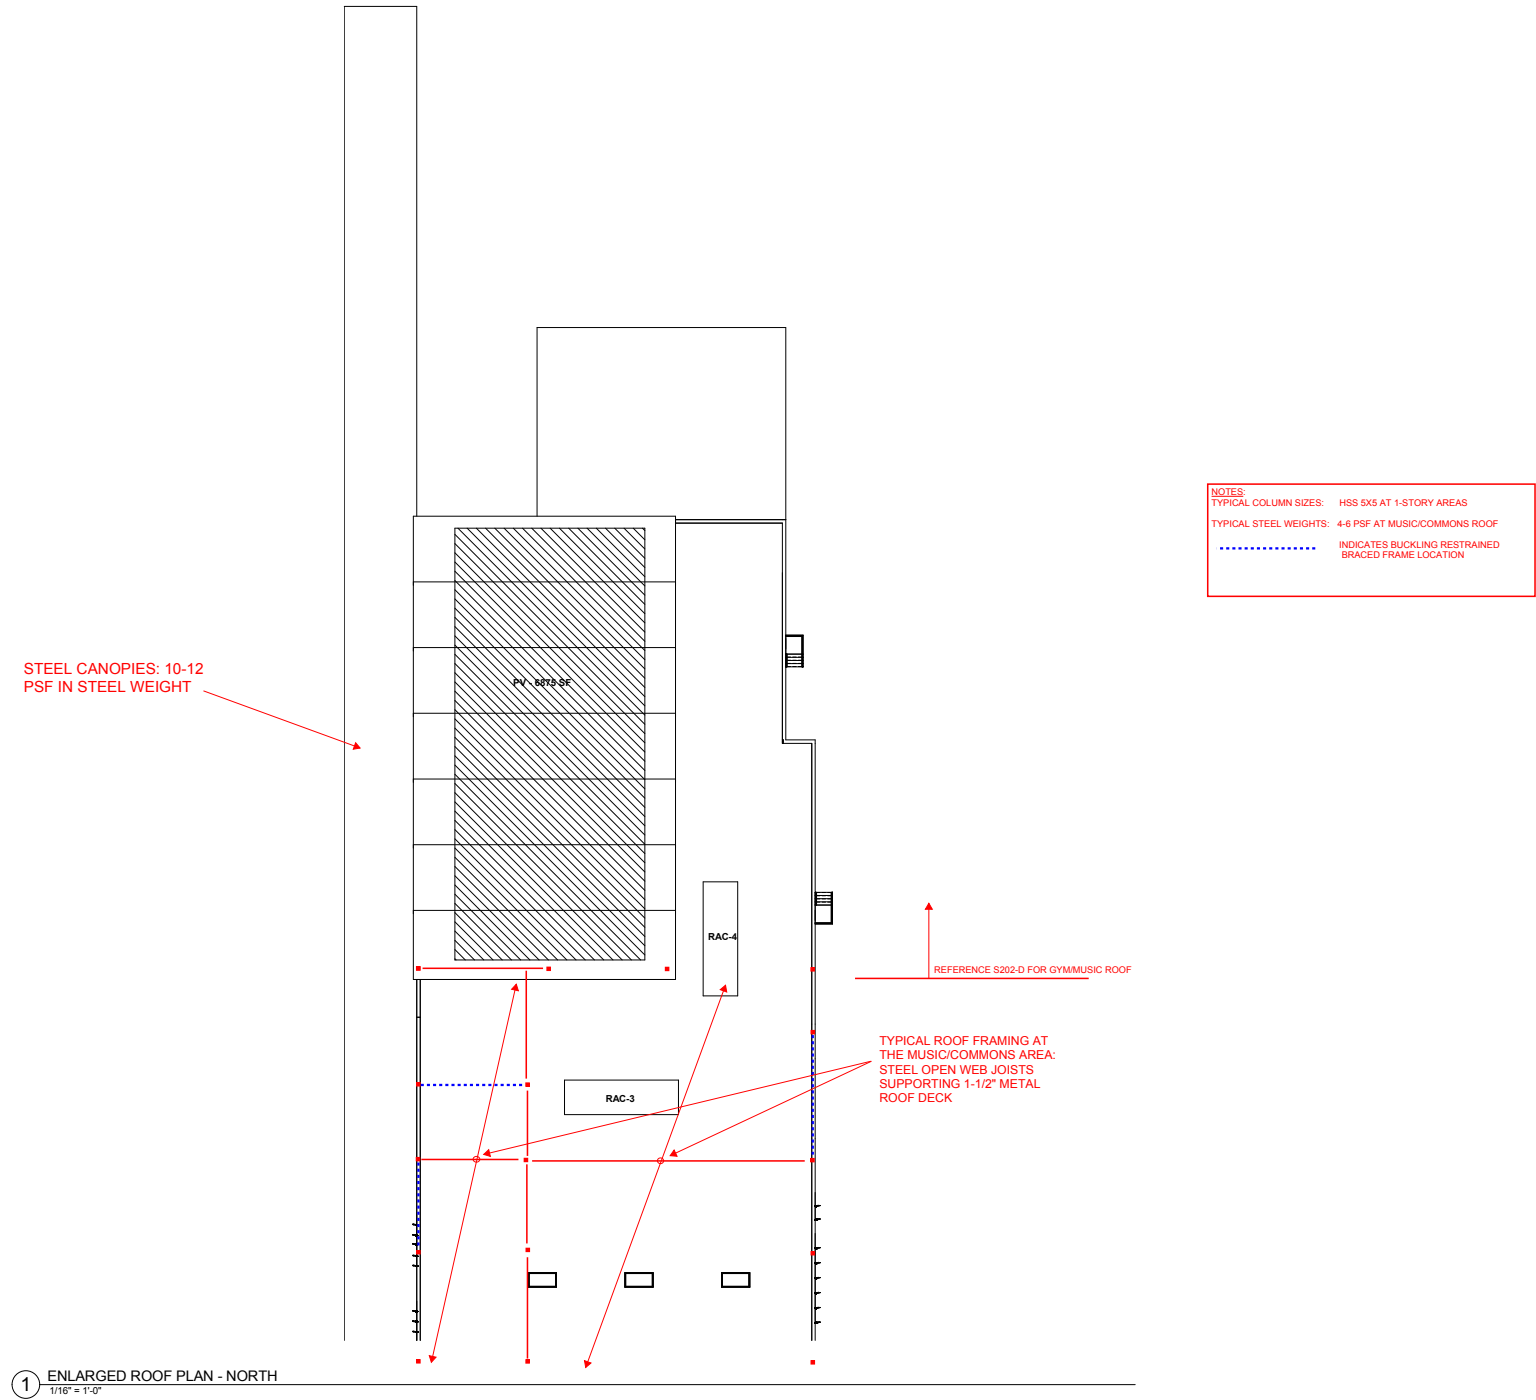 NOTES:
TYPICAL COLUMN SIZES: HSS 5X5 AT 1-STORY AREAS
TYPICAL STEEL WEIGHTS: 4-6 PSF AT MUSIC/COMMONS ROOF
INDICATES BUCKLING RESTRAINED
BRACED FRAME LOCATION
STEEL CANOPIES: 10-12
PSF IN STEEL WEIGHT
PV - 6875 SF
RAC-4
REFERENCE S202-D FOR GYM/MUSIC ROOF
TYPICAL ROOF FRAMING AT
THE MUSIC/COMMONS AREA:
STEEL OPEN WEB JOISTS
SUPPORTING 1-1/2" METAL
ROOF DECK
RAC-3
1 ENLARGED ROOF PLAN - NORTH
1/16" = 1'-0"